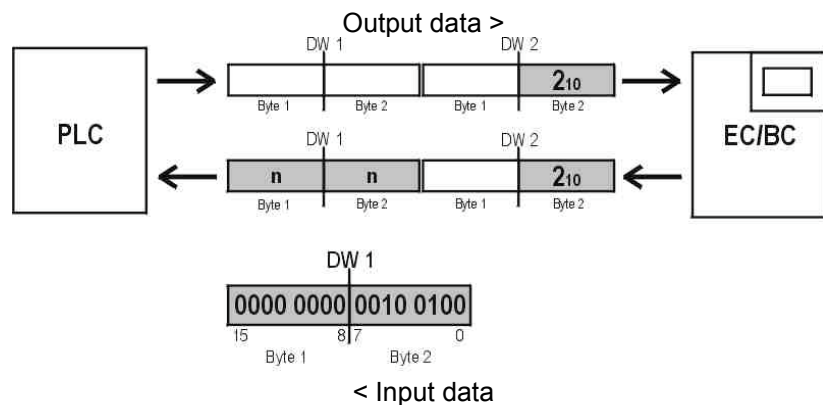 Output data >
DW 1 DW 2
2₁₀
Byte 1 Byte 2 Byte 1 Byte 2
PLC
EC/BC
DW 1 DW 2
n n 2₁₀
Byte 1 Byte 2 Byte 1 Byte 2
DW 1
0000 0000 0010 0100
15 8 7 0
Byte 1 Byte 2
< Input data